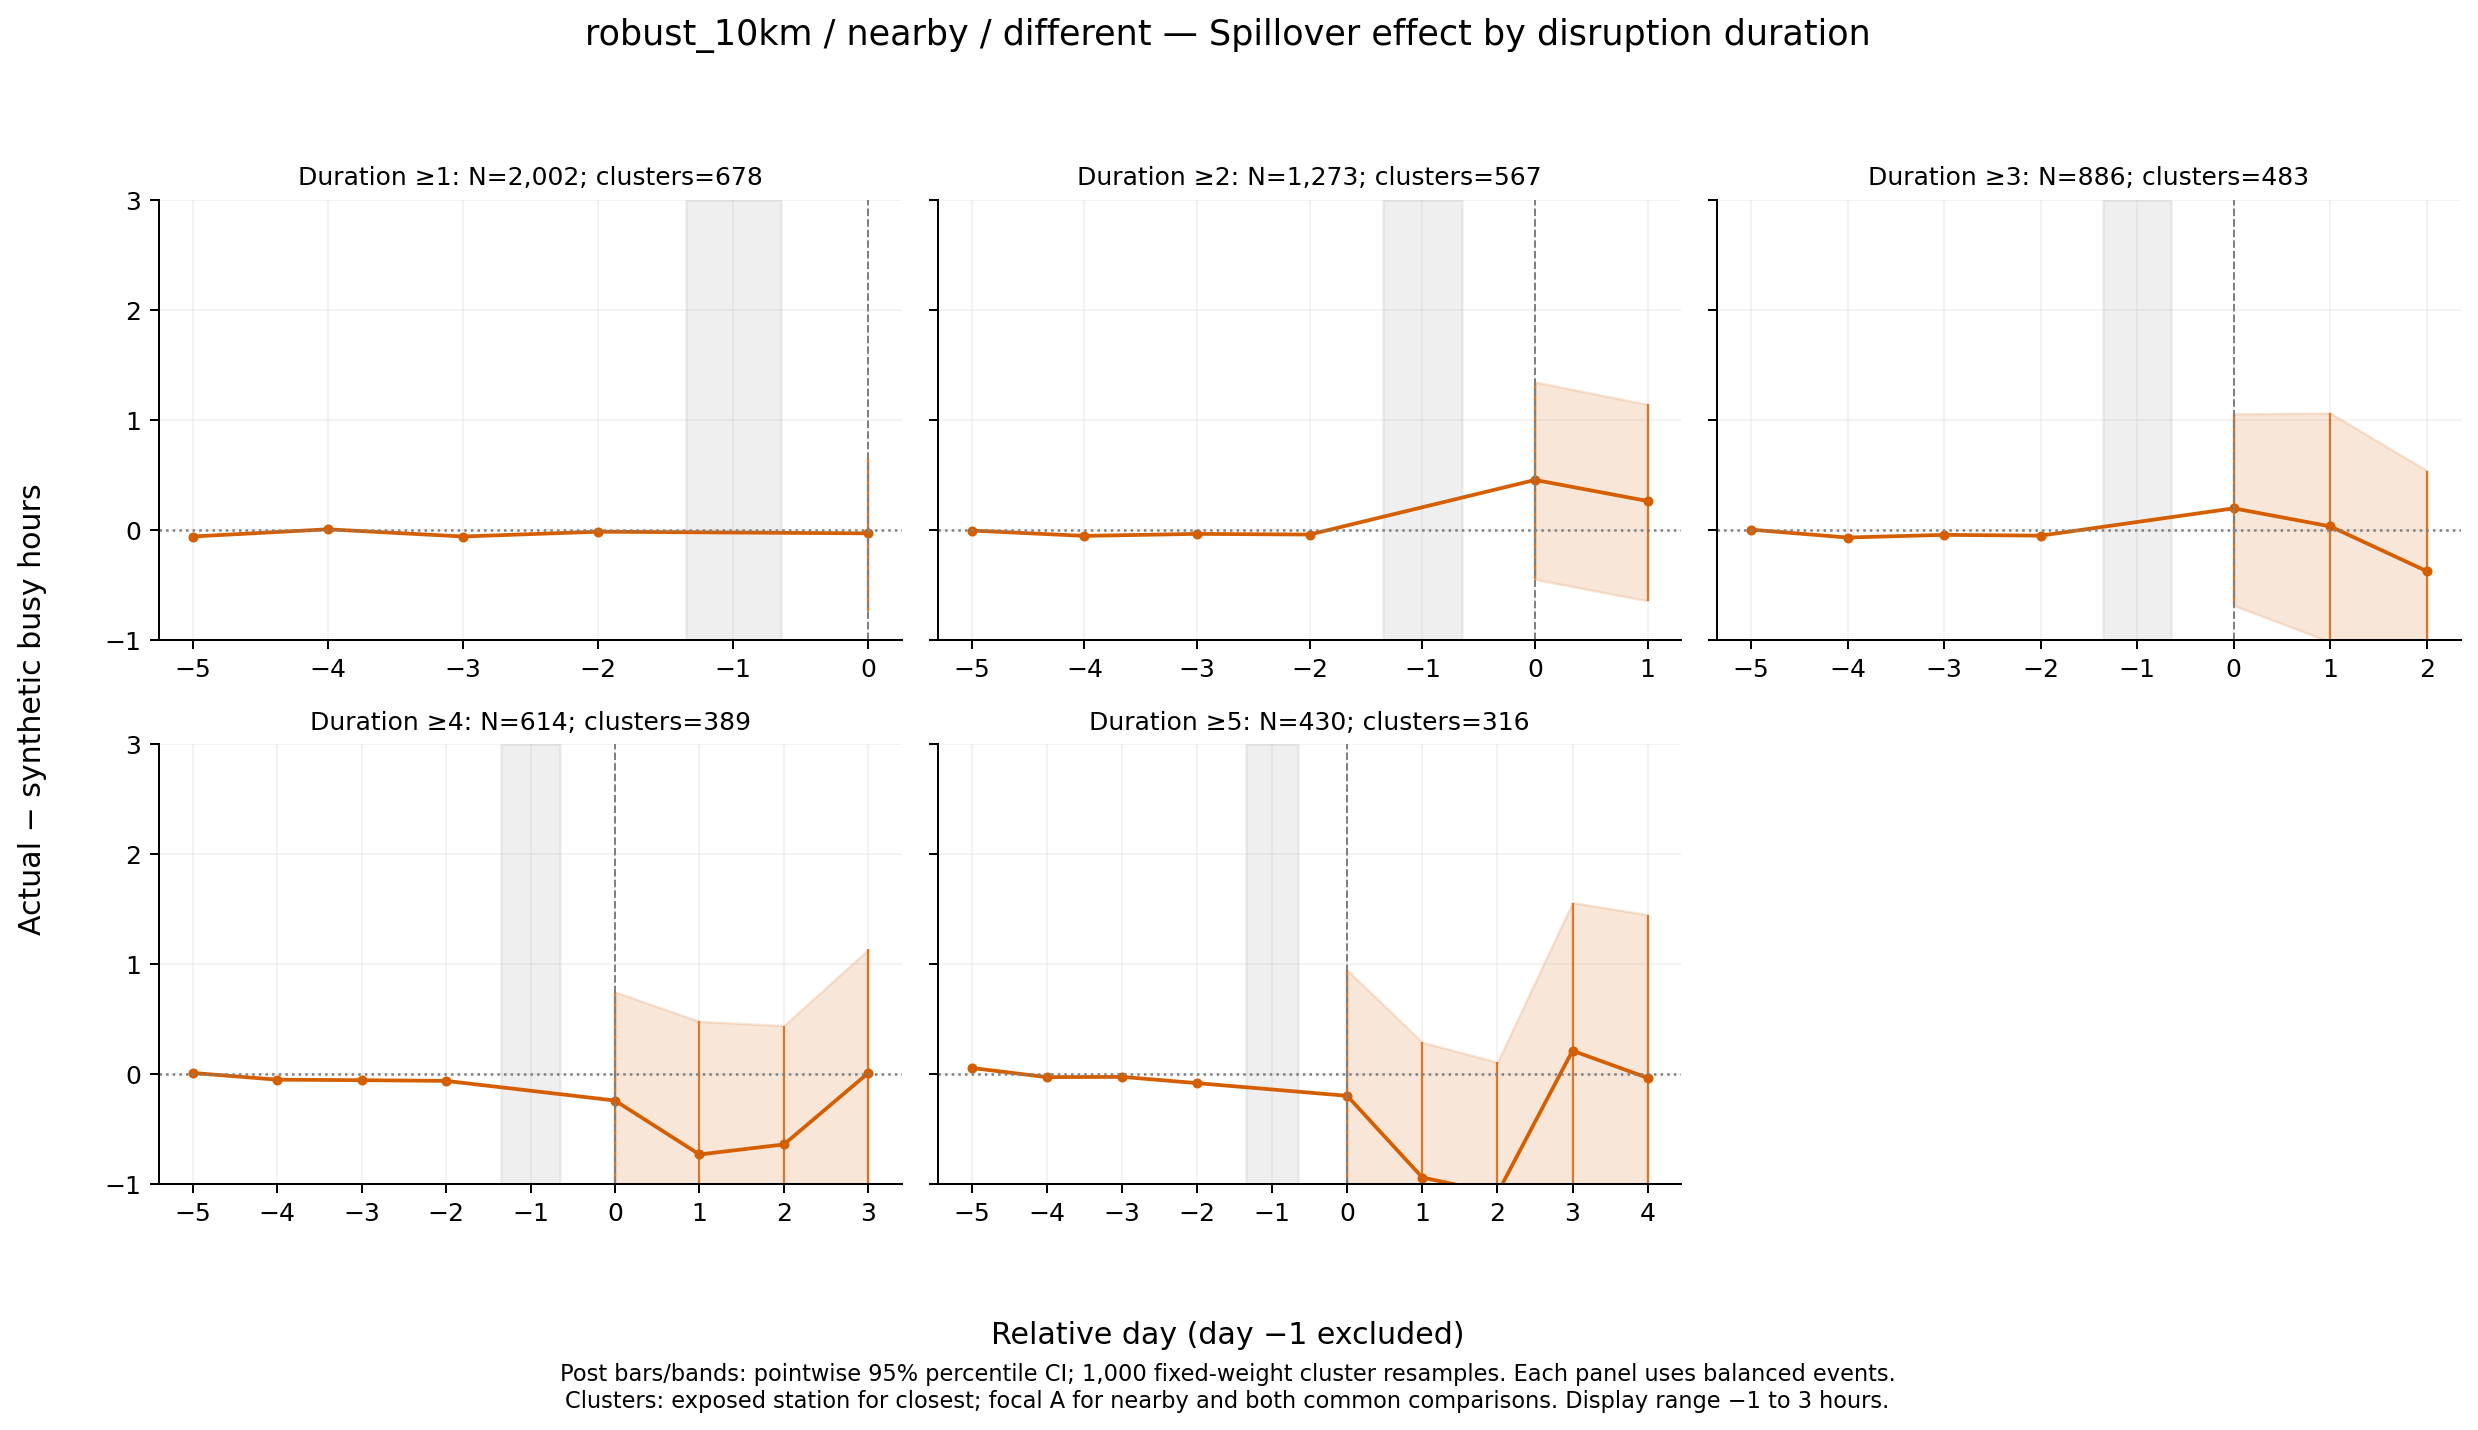 robust_10km / nearby / different — Spillover effect by disruption duration
Duration ≥1: N=2,002; clusters=678
Duration ≥2: N=1,273; clusters=567
Duration ≥3: N=886; clusters=483
3
2
1
0
−1
−5 −4 −3 −2 −1 0
−5 −4 −3 −2 −1 0 1
−5 −4 −3 −2 −1 0 1 2
Actual − synthetic busy hours
Duration ≥4: N=614; clusters=389
Duration ≥5: N=430; clusters=316
3
2
1
0
−1
−5 −4 −3 −2 −1 0 1 2 3
−5 −4 −3 −2 −1 0 1 2 3 4
Relative day (day −1 excluded)
Post bars/bands: pointwise 95% percentile CI; 1,000 fixed-weight cluster resamples. Each panel uses balanced events.
Clusters: exposed station for closest; focal A for nearby and both common comparisons. Display range −1 to 3 hours.